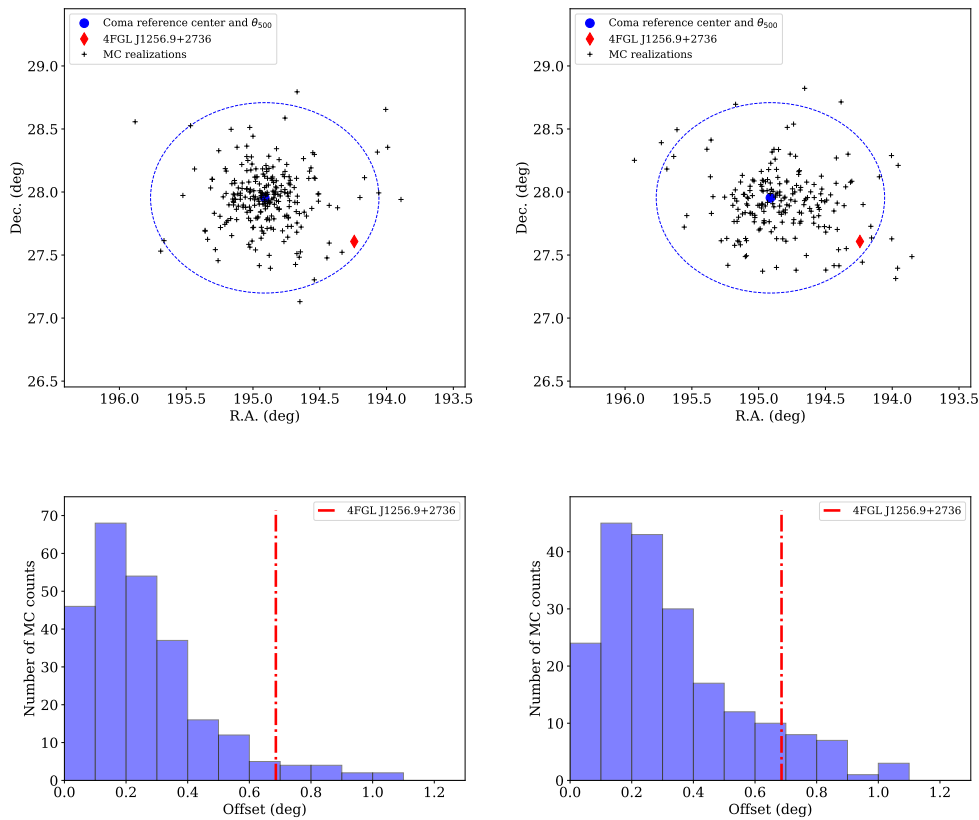 Coma reference center and θ500
4FGL J1256.9+2736
MC realizations
29.0
28.5
28.0
27.5
27.0
26.5
Dec. (deg)
196.0 195.5 195.0 194.5 194.0 193.5
R.A. (deg)
Coma reference center and θ500
4FGL J1256.9+2736
MC realizations
29.0
28.5
28.0
27.5
27.0
26.5
Dec. (deg)
196.0 195.5 195.0 194.5 194.0 193.5
R.A. (deg)
4FGL J1256.9+2736
70
60
50
40
30
20
10
0
Number of MC counts
0.0 0.2 0.4 0.6 0.8 1.0 1.2
Offset (deg)
4FGL J1256.9+2736
40
30
20
10
0
Number of MC counts
0.0 0.2 0.4 0.6 0.8 1.0 1.2
Offset (deg)